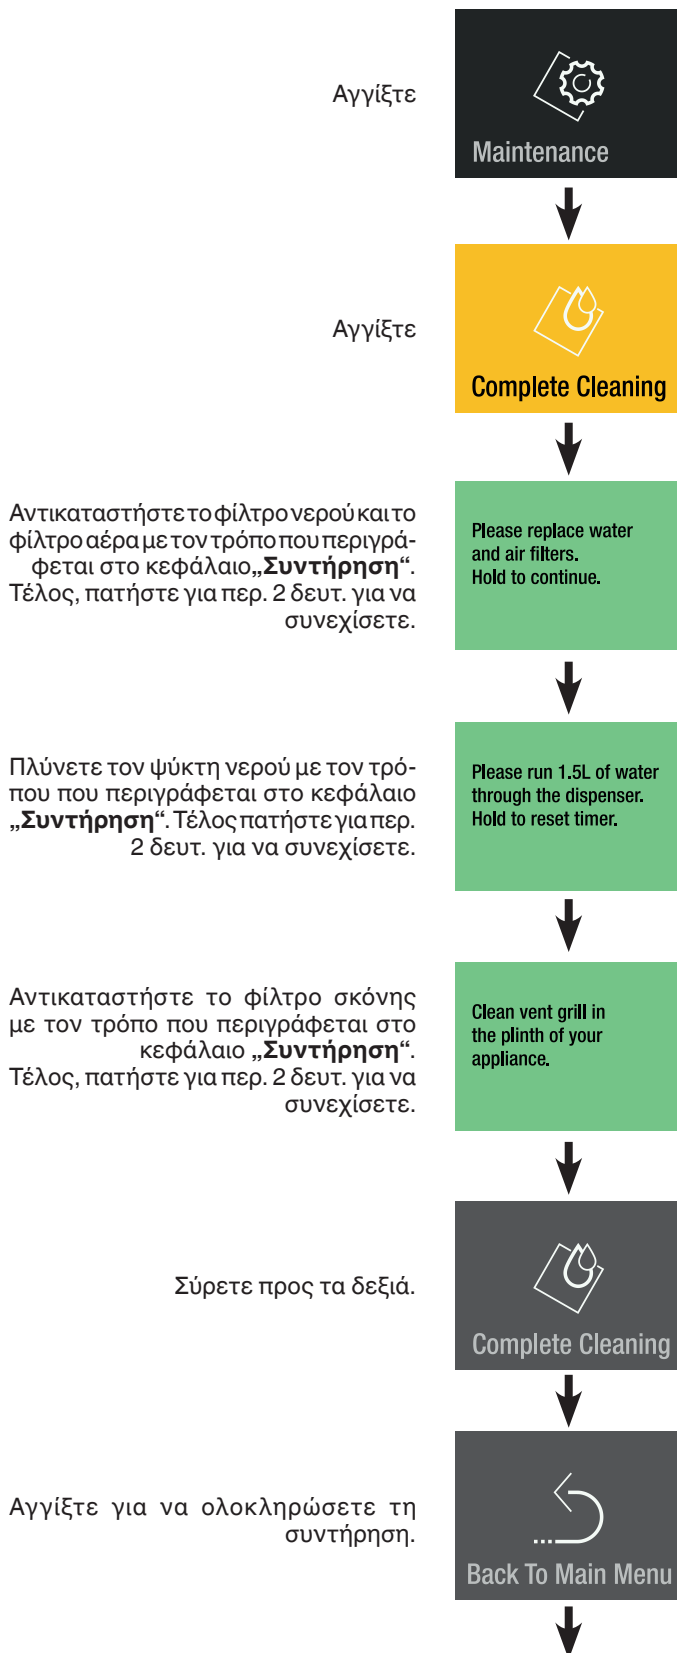 Αγγίξτε
Maintenance
Αγγίξτε
Complete Cleaning
Αντικαταστήστε το φίλτρο νερού και το
φίλτρο αέρα με τον τρόπο που περιγρά-
φεται στο κεφάλαιο „Συντήρηση“.
Τέλος, πατήστε για περ. 2 δευτ. για να
συνεχίσετε.
Please replace water
and air filters.
Hold to continue.
Πλύνετε τον ψύκτη νερού με τον τρό-
που που περιγράφεται στο κεφάλαιο
„Συντήρηση“. Τέλος πατήστε για περ.
2 δευτ. για να συνεχίσετε.
Please run 1.5L of water
through the dispenser.
Hold to reset timer.
Αντικαταστήστε το φίλτρο σκόνης
με τον τρόπο που περιγράφεται στο
κεφάλαιο „Συντήρηση“.
Τέλος, πατήστε για περ. 2 δευτ. για να
συνεχίσετε.
Clean vent grill in
the plinth of your
appliance.
Σύρετε προς τα δεξιά.
Complete Cleaning
Αγγίξτε για να ολοκληρώσετε τη
συντήρηση.
Back To Main Menu